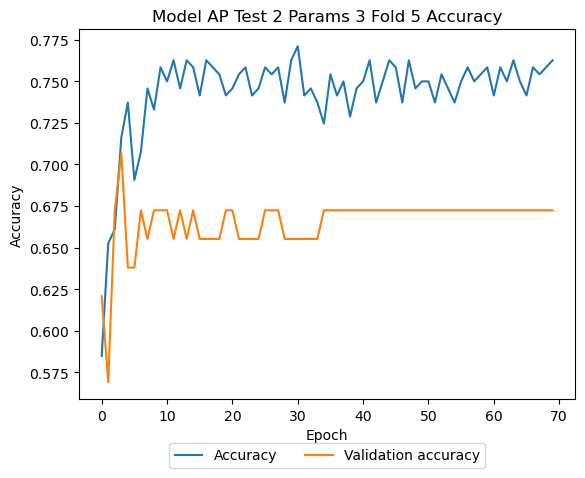 Model AP Test 2 Params 3 Fold 5 Accuracy
0.775
0.750
0.725
0.700
0.675
0.650
0.625
0.600
0.575
Accuracy
0 10 20 30 40 50 60 70
Epoch
Accuracy Validation accuracy